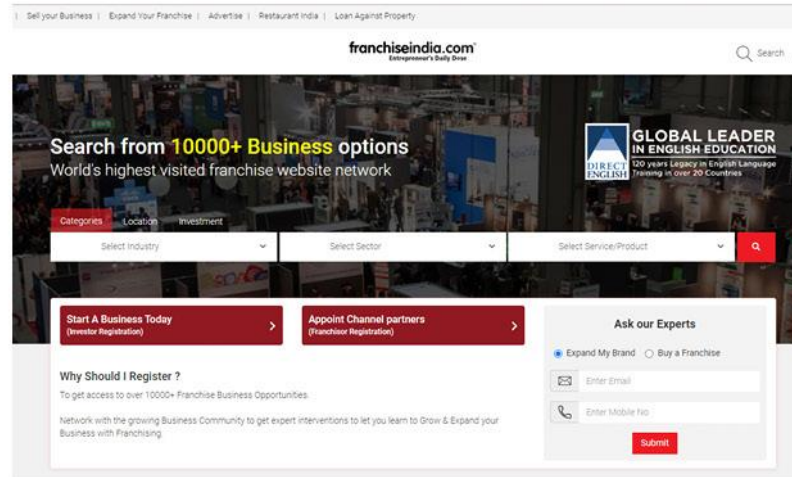 | Sell your Business | Expand Your Franchise | Advertise | Restaurant India | Loan Against Property
franchiseindia.com
Entrepreneur's Daily Dose
Search
Search from 10000+ Business options
World's highest visited franchise website network
DIRECT ENGLISH
GLOBAL LEADER
IN ENGLISH EDUCATION
120 years Legacy in English Language
Training in over 20 Countries
Categories Location Investment
Select Industry Select Sector Select Service/Product
Start A Business Today
(Investor Registration)
Appoint Channel partners
(Franchisor Registration)
Why Should I Register ?
To get access to over 10000+ Franchise Business Opportunities.
Network with the growing Business Community to get expert interventions to let you learn to Grow & Expand your
Business with Franchising.
Ask our Experts
Expand My Brand Buy a Franchise
Enter Email
Enter Mobile No
Submit